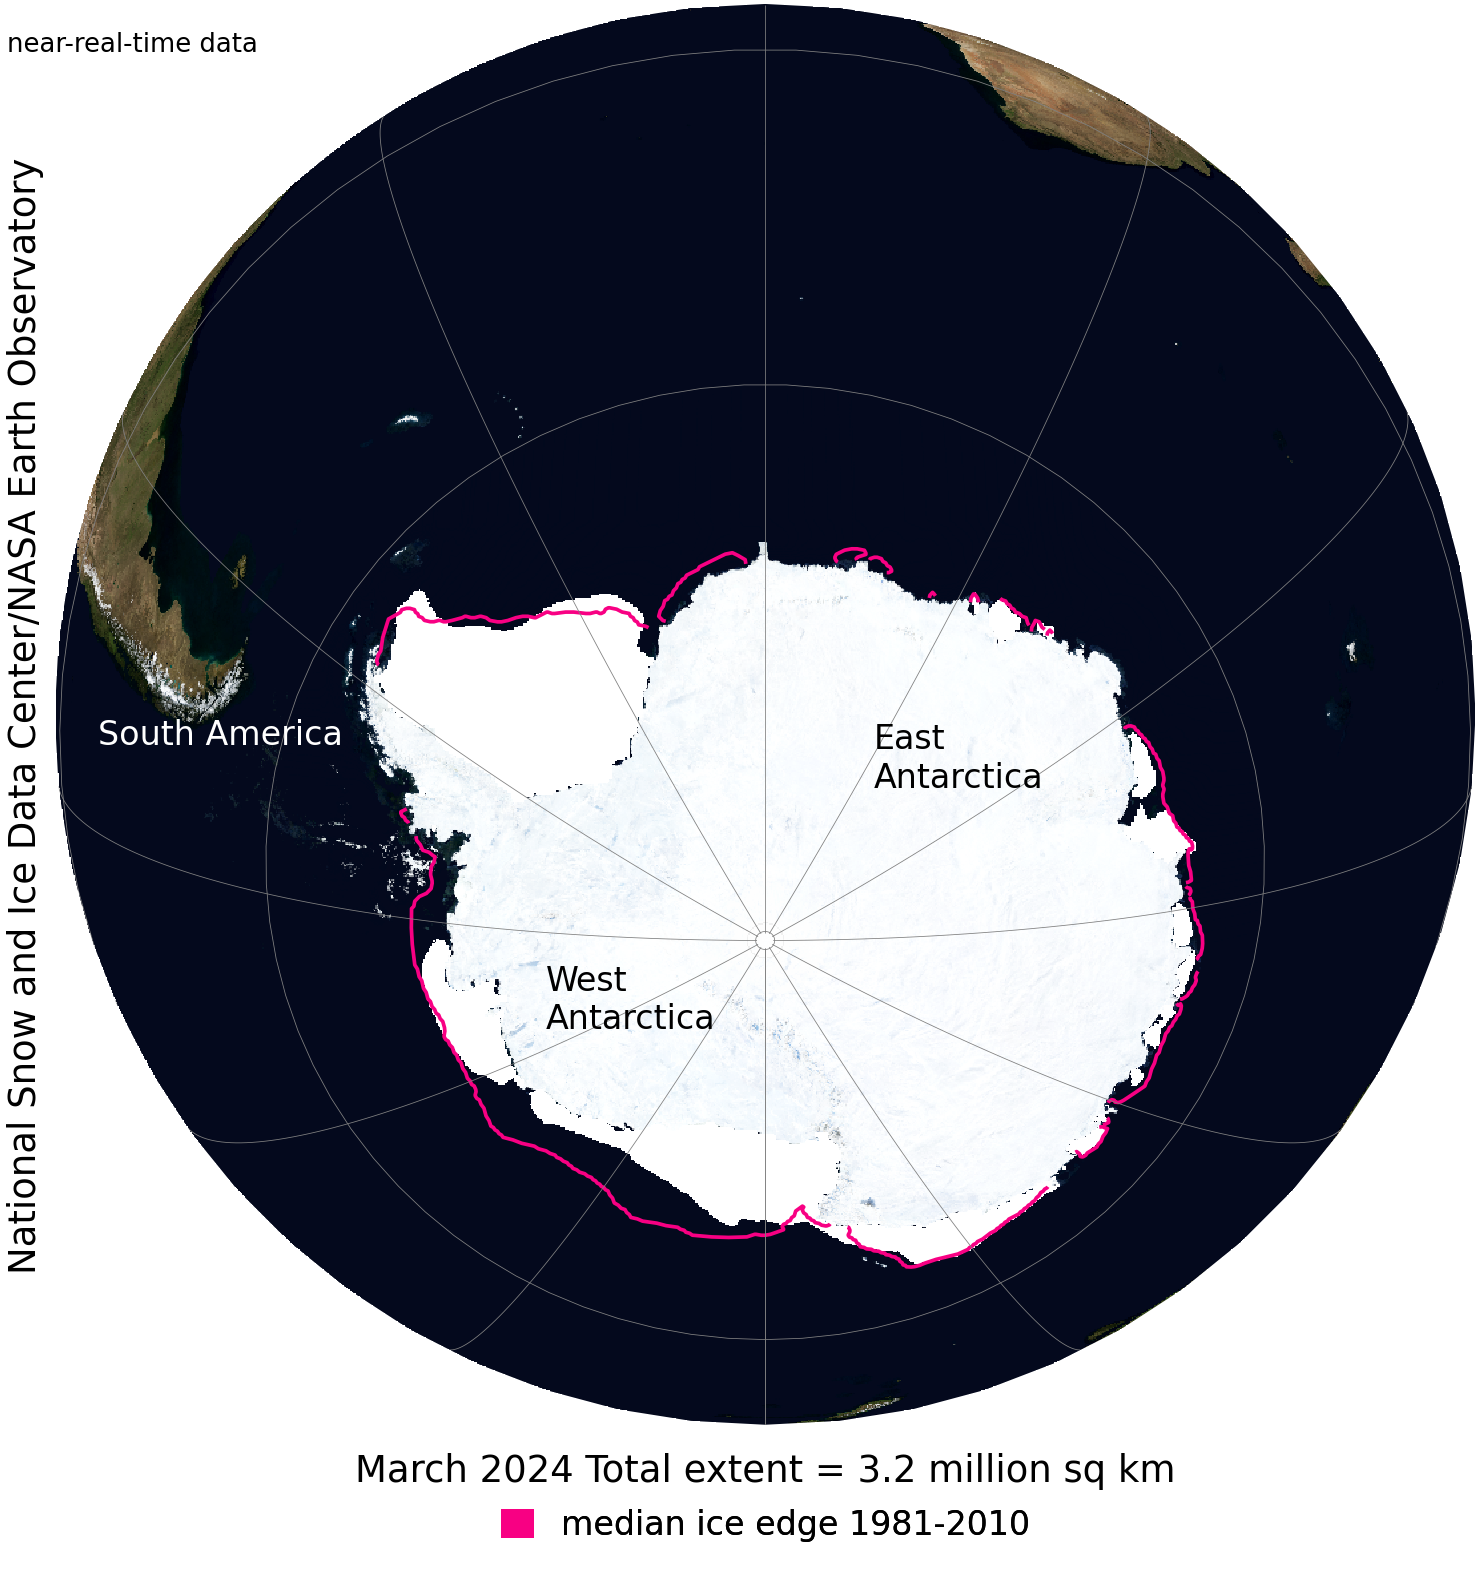 near-real-time data
National Snow and Ice Data Center/NASA Earth Observatory
South America
East
Antarctica
West
Antarctica
March 2024 Total extent = 3.2 million sq km
median ice edge 1981-2010